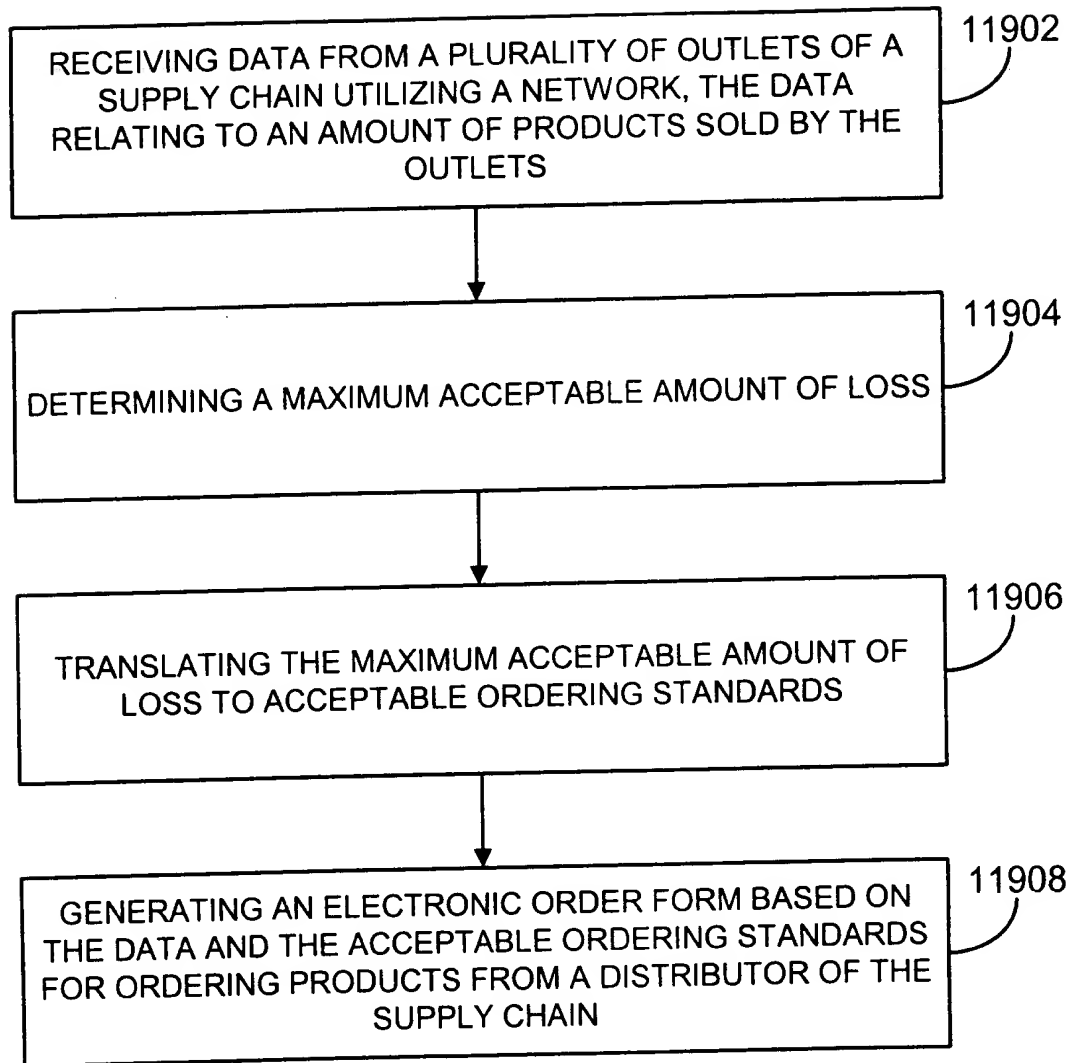 RECEIVING DATA FROM A PLURALITY OF OUTLETS OF A
SUPPLY CHAIN UTILIZING A NETWORK, THE DATA
RELATING TO AN AMOUNT OF PRODUCTS SOLD BY THE
OUTLETS
11902
DETERMINING A MAXIMUM ACCEPTABLE AMOUNT OF LOSS
11904
TRANSLATING THE MAXIMUM ACCEPTABLE AMOUNT OF
LOSS TO ACCEPTABLE ORDERING STANDARDS
11906
GENERATING AN ELECTRONIC ORDER FORM BASED ON
THE DATA AND THE ACCEPTABLE ORDERING STANDARDS
FOR ORDERING PRODUCTS FROM A DISTRIBUTOR OF THE
SUPPLY CHAIN
11908